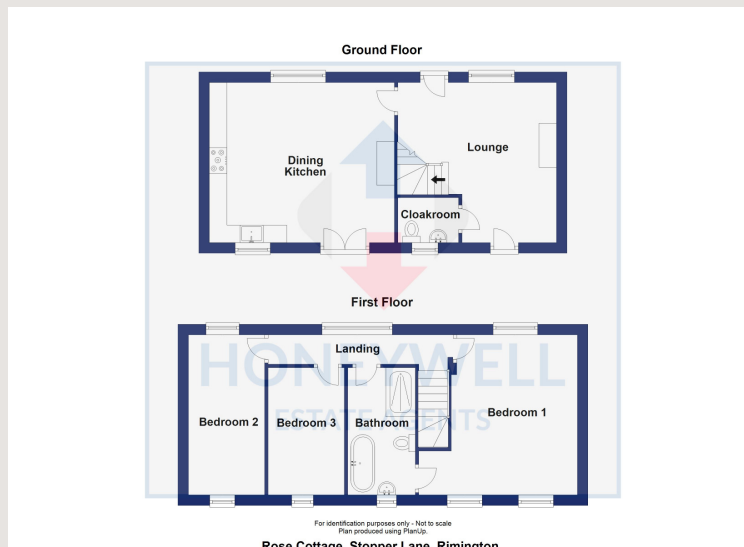 Ground Floor
Dining
Kitchen
Lounge
Cloakroom
First Floor
Landing
HONEYWELL
ESTATE AGENTS
Bedroom 2
Bedroom 3
Bathroom
Bedroom 1
For identification purposes only - Not to scale
Plan produced using PlanUp.
Rose Cottage, Stopper Lane, Rimington